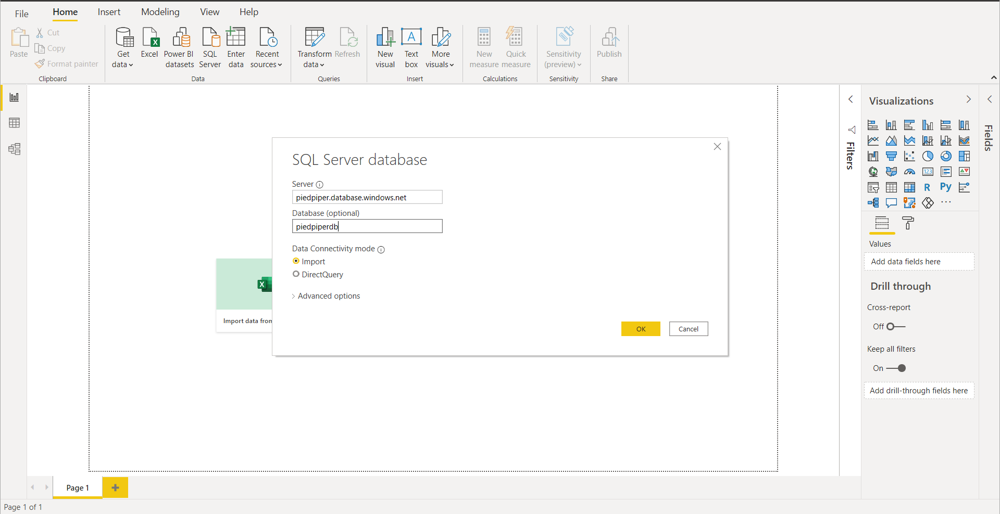 File
Home
Insert
Modeling
View
Help
Paste
Cut
Copy
Format painter
Clipboard
Get data
Excel
Power BI datasets
SQL Server
Enter data
Recent sources
Data
Transform data
Refresh
Queries
New visual
Text box
More visuals
Insert
New measure
Quick measure
Calculations
Sensitivity (preview)
Sensitivity
Publish
Share
SQL Server database
Server
piedpiper.database.windows.net
Database (optional)
piedpiperdb
Data Connectivity mode
Import
DirectQuery
Advanced options
OK
Cancel
Import data from
Filters
Visualizations
123
R
Py
Values
Add data fields here
Drill through
Cross-report
Off
Keep all filters
On
Add drill-through fields here
Fields
Page 1
Page 1 of 1